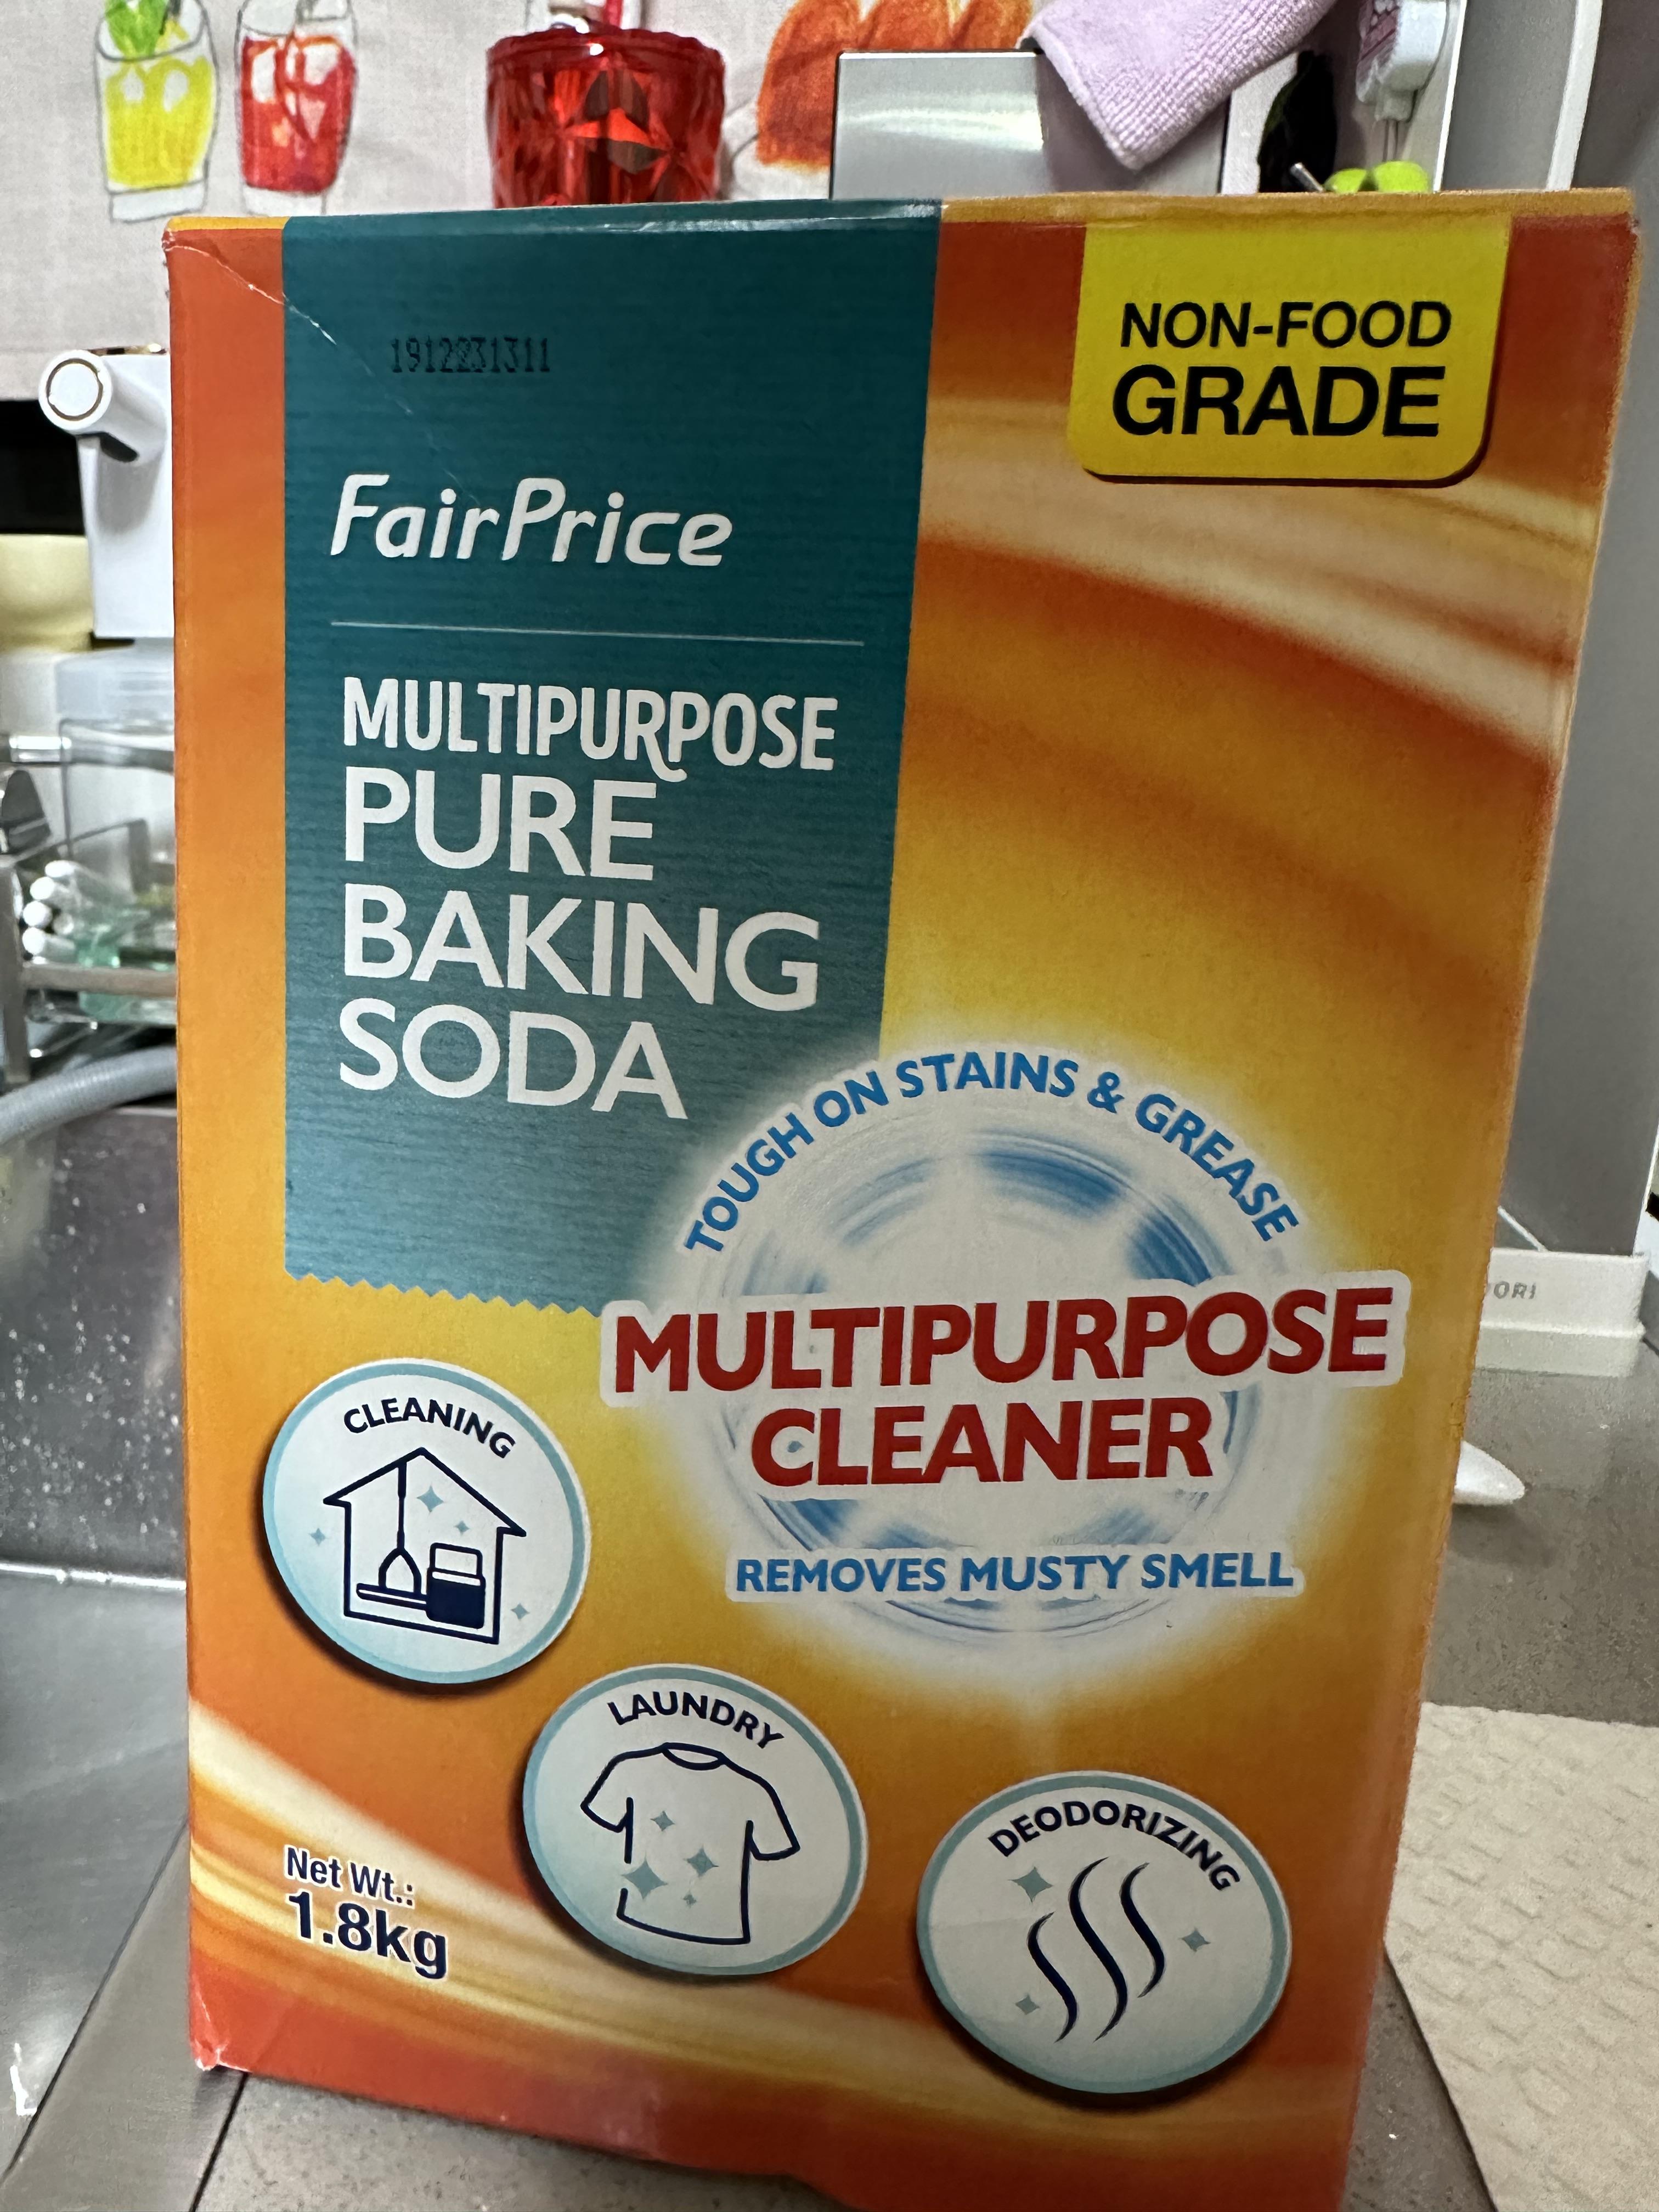 NON-FOOD
GRADE
1912231311
FairPrice
MULTIPURPOSE
PURE
BAKING
SODA
TOUGH ON STAINS & GREASE
MULTIPURPOSE
CLEANER
REMOVES MUSTY SMELL
CLEANING
LAUNDRY
DEODORIZING
Net Wt.:
1.8kg